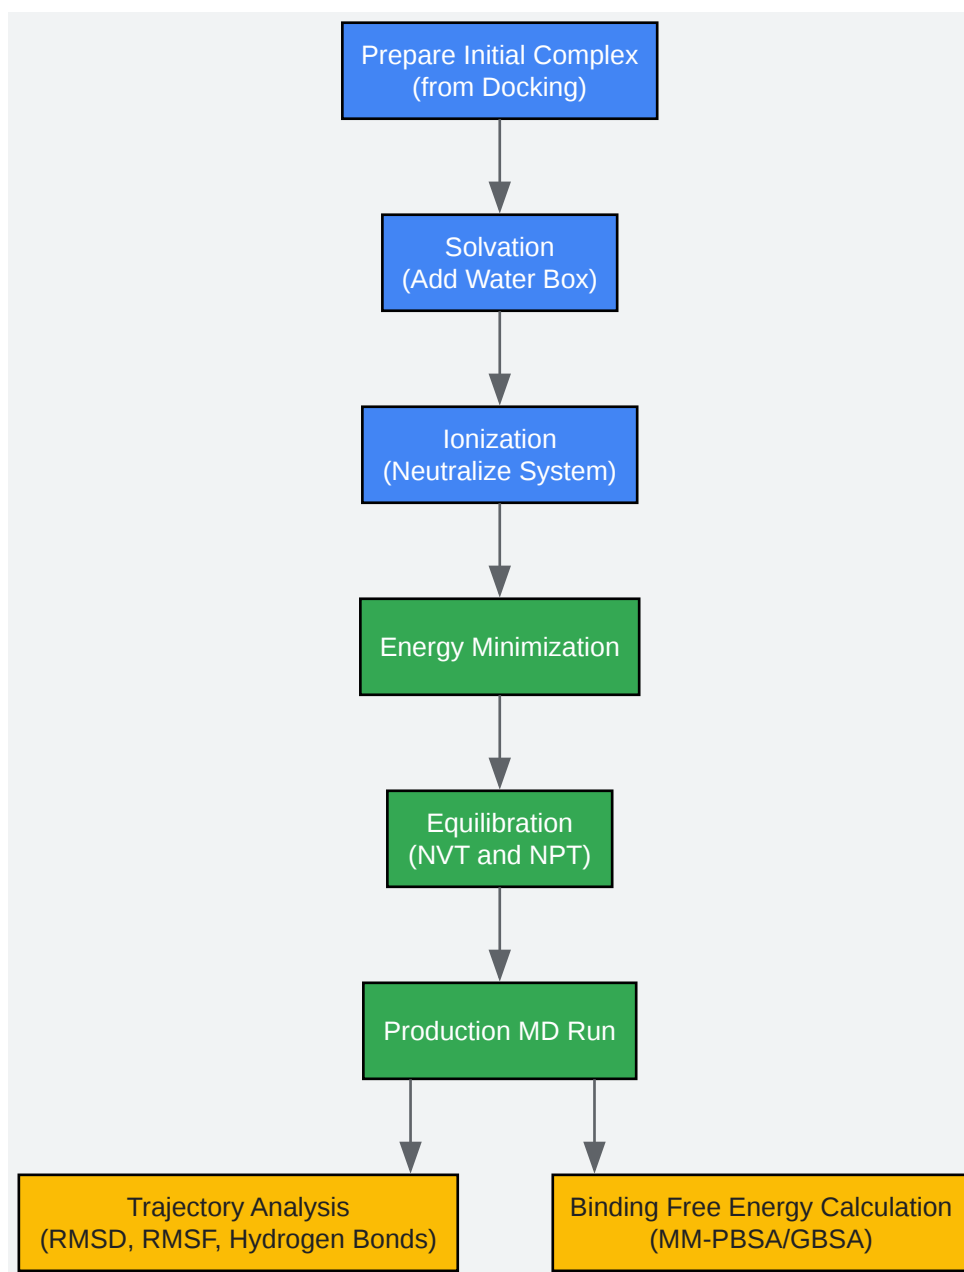 Prepare Initial Complex
(from Docking)
Solvation
(Add Water Box)
Ionization
(Neutralize System)
Energy Minimization
Equilibration
(NVT and NPT)
Production MD Run
Trajectory Analysis
(RMSD, RMSF, Hydrogen Bonds)
Binding Free Energy Calculation
(MM-PBSA/GBSA)